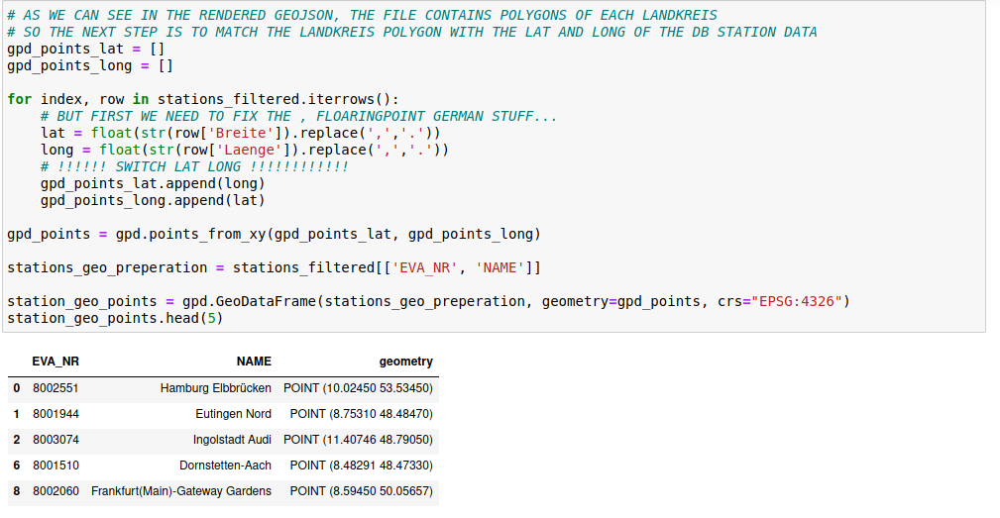 # AS WE CAN SEE IN THE RENDERED GEOJSON, THE FILE CONTAINS POLYGONS OF EACH LANDKREIS
# SO THE NEXT STEP IS TO MATCH THE LANDKREIS POLYGON WITH THE LAT AND LONG OF THE DB STATION DATA
gpd_points_lat = []
gpd_points_long = []

for index, row in stations_filtered.iterrows():
    # BUT FIRST WE NEED TO FIX THE , FLOARINGPOINT GERMAN STUFF...
    lat = float(str(row['Breite']).replace(',','.'))
    long = float(str(row['Laenge']).replace(',','.'))
    # !!!!!! SWITCH LAT LONG !!!!!!!!!!!!
    gpd_points_lat.append(long)
    gpd_points_long.append(lat)

gpd_points = gpd.points_from_xy(gpd_points_lat, gpd_points_long)

stations_geo_preperation = stations_filtered[['EVA_NR', 'NAME']]

station_geo_points = gpd.GeoDataFrame(stations_geo_preperation, geometry=gpd_points, crs="EPSG:4326")
station_geo_points.head(5)

EVA_NR NAME geometry
0 8002551 Hamburg Elbbrücken POINT (10.02450 53.53450)
1 8001944 Eutingen Nord POINT (8.75310 48.48470)
2 8003074 Ingolstadt Audi POINT (11.40746 48.79050)
6 8001510 Dornstetten-Aach POINT (8.48291 48.47330)
8 8002060 Frankfurt(Main)-Gateway Gardens POINT (8.59450 50.05657)